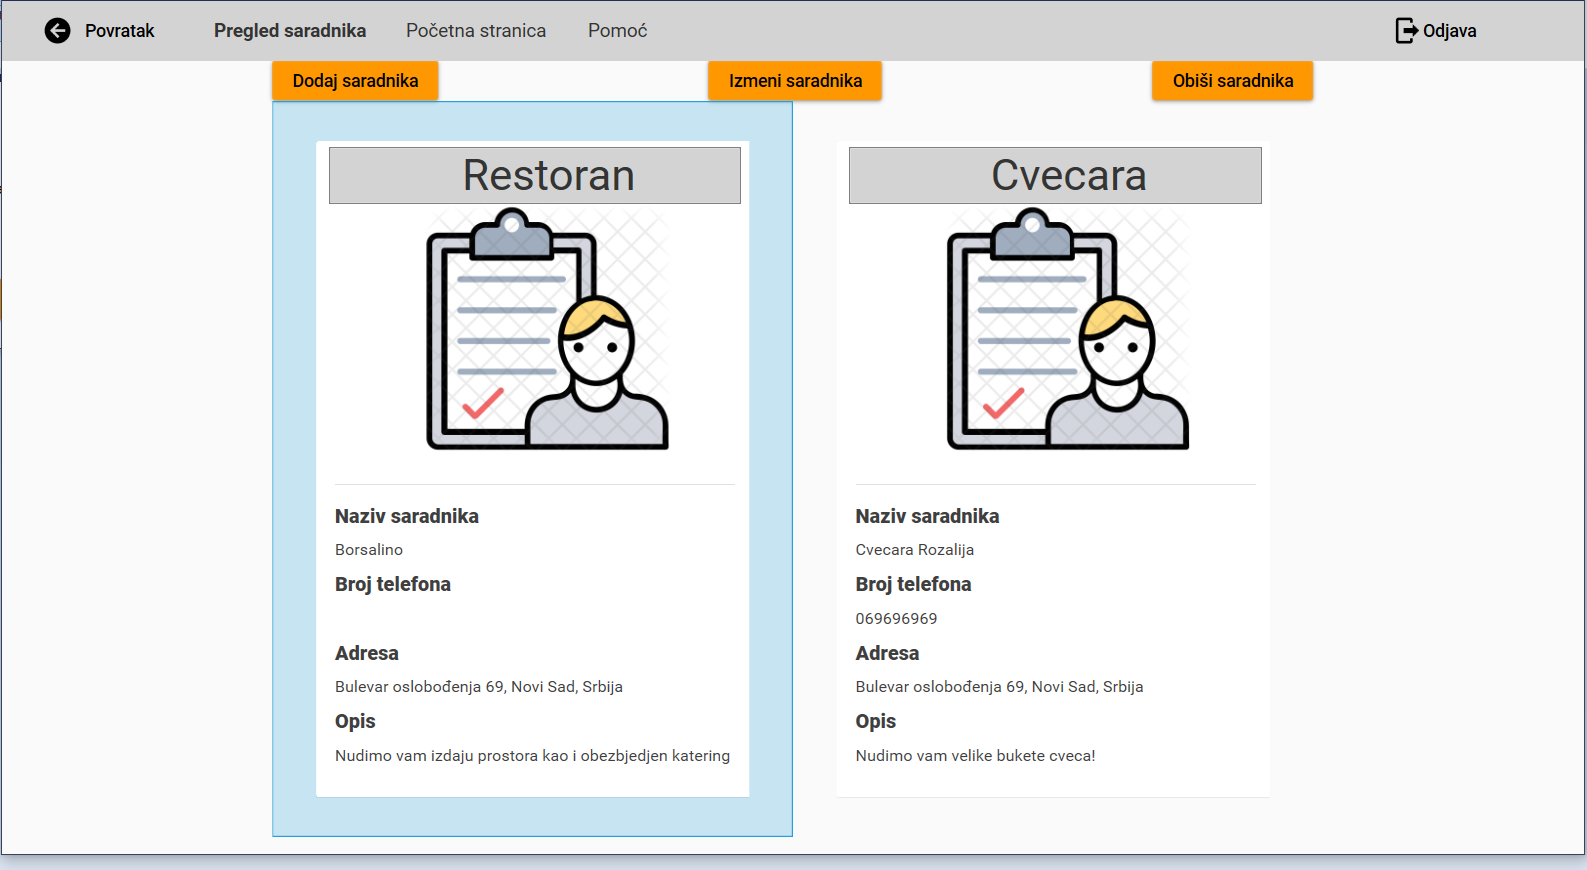 Povratak Pregled saradnika Početna stranica Pomoć Odjava
Dodaj saradnika Izmeni saradnika Obiši saradnika
Restoran
Naziv saradnika
Borsalino
Broj telefona
Adresa
Bulevar oslobođenja 69, Novi Sad, Srbija
Opis
Nudimo vam izdaju prostora kao i obezbjedjen katering
Cvecara
Naziv saradnika
Cvecara Rozalija
Broj telefona
069696969
Adresa
Bulevar oslobođenja 69, Novi Sad, Srbija
Opis
Nudimo vam velike bukete cveca!